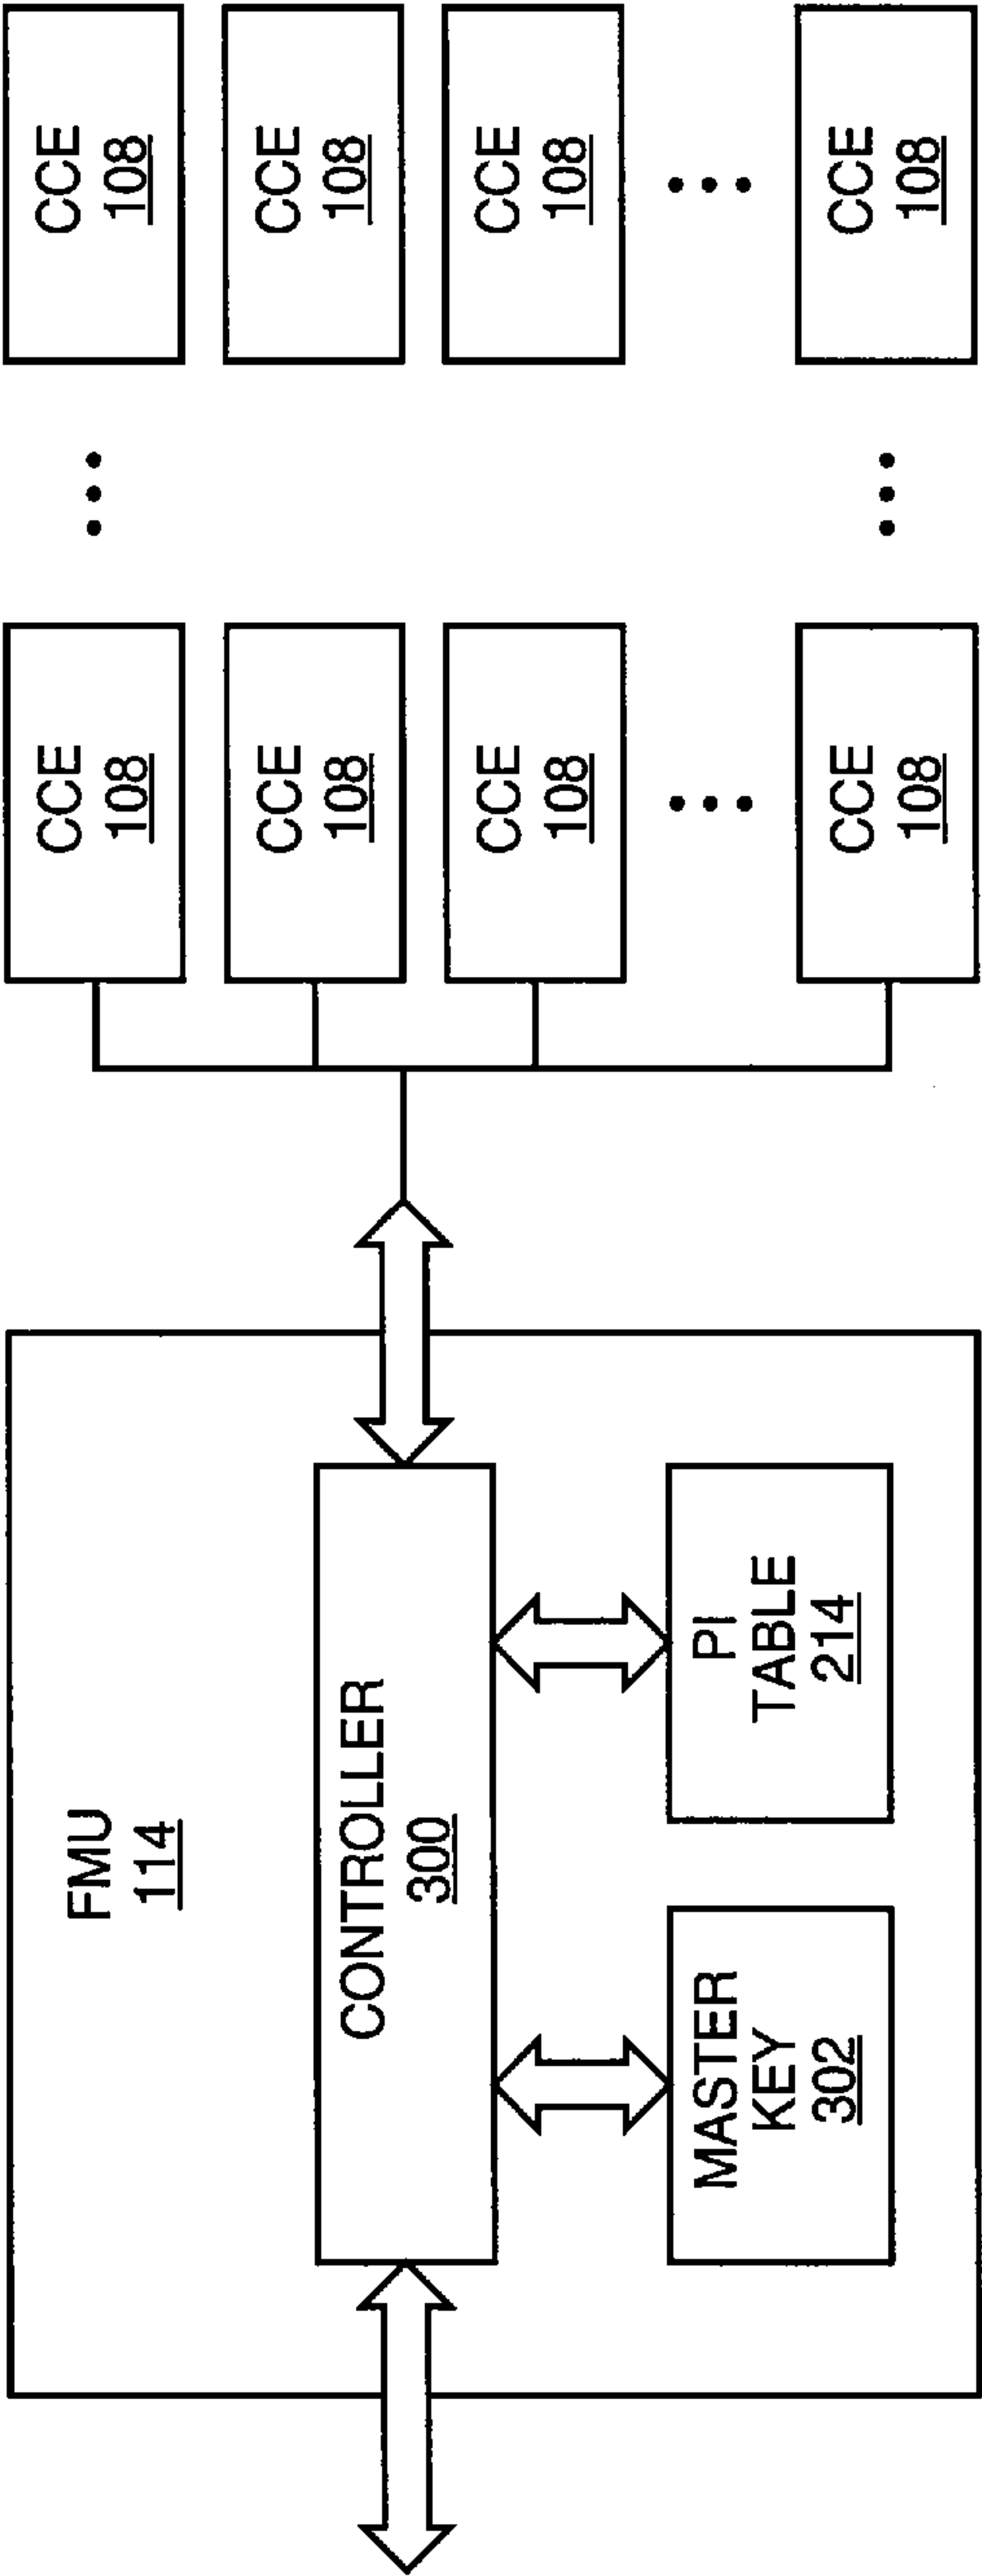 FMU
114
CONTROLLER
300
MASTER
KEY
302
PI
TABLE
214
CCE
108
CCE
108
CCE
108
CCE
108
CCE
108
CCE
108
CCE
108
CCE
108